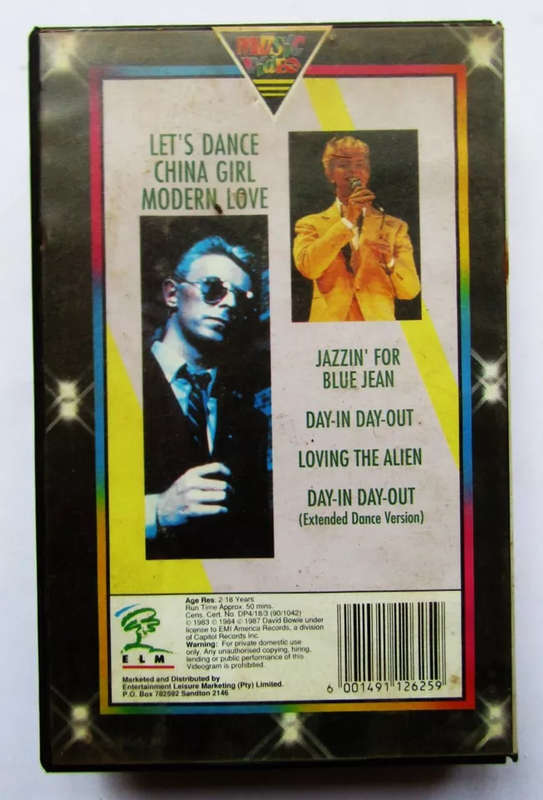 MUSIC
VIDEO
LET'S DANCE
CHINA GIRL
MODERN LOVE
JAZZIN' FOR
BLUE JEAN
DAY-IN DAY-OUT
LOVING THE ALIEN
DAY-IN DAY-OUT
(Extended Dance Version)
Age Res: 2-18 Years
Run Time Approx. 50 mins.
Cens. Cert. No. DP4/18/3 (90/1042)
© 1983 © 1984 © 1987 David Bowie under
license to EMI America Records, a division
of Capitol Records Inc.
Warning: For private domestic use
only. Any unauthorised copying, hiring,
lending or public performance of this
Videogram is prohibited.
ELM
Marketed and Distributed by
Entertainment Leisure Marketing (Pty) Limited.
P.O. Box 782592 Sandton 2146
6 001491 126259